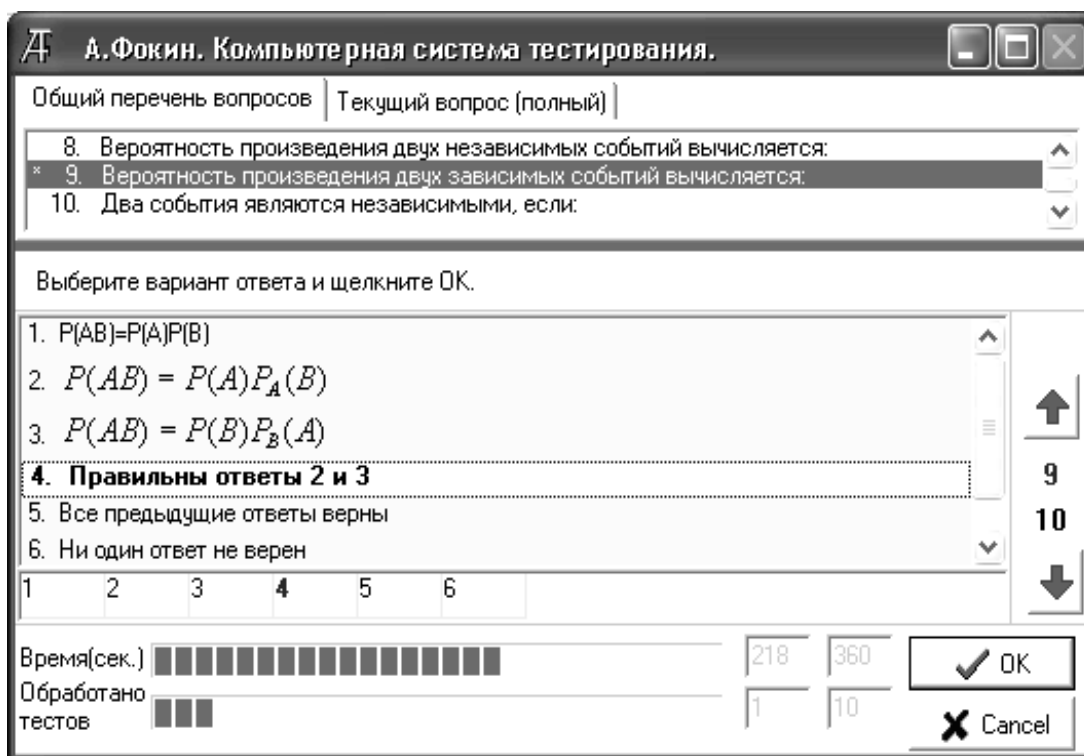 А.Фокин. Компьютерная система тестирования.
Общий перечень вопросов Текущий вопрос (полный)
8. Вероятность произведения двух независимых событий вычисляется:
* 9. Вероятность произведения двух зависимых событий вычисляется:
10. Два события являются независимыми, если:
Выберите вариант ответа и щелкните OK.
1. P(AB)=P(A)P(B)
2. P(AB) = P(A)P_A(B)
3. P(AB) = P(B)P_B(A)
4. Правильны ответы 2 и 3
5. Все предыдущие ответы верны
6. Ни один ответ не верен
9
10
1 2 3 4 5 6
Время(сек.) 218 360 OK
Обработано тестов 1 10 Cancel